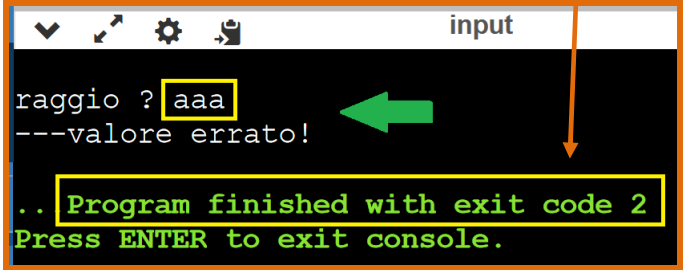 input
raggio ? aaa
---valore errato!
...Program finished with exit code 2
Press ENTER to exit console.